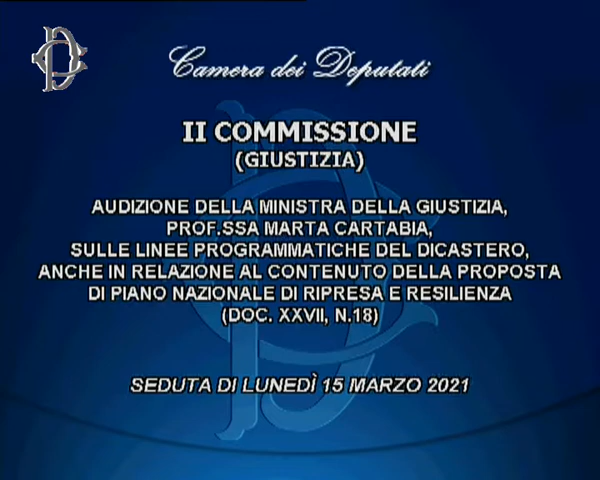 Camera dei Deputati
II COMMISSIONE
(GIUSTIZIA)
AUDIZIONE DELLA MINISTRA DELLA GIUSTIZIA,
PROF.SSA MARTA CARTABIA,
SULLE LINEE PROGRAMMATICHE DEL DICASTERO,
ANCHE IN RELAZIONE AL CONTENUTO DELLA PROPOSTA
DI PIANO NAZIONALE DI RIPRESA E RESILIENZA
(DOC. XXVII, N.18)
SEDUTA DI LUNEDÌ 15 MARZO 2021